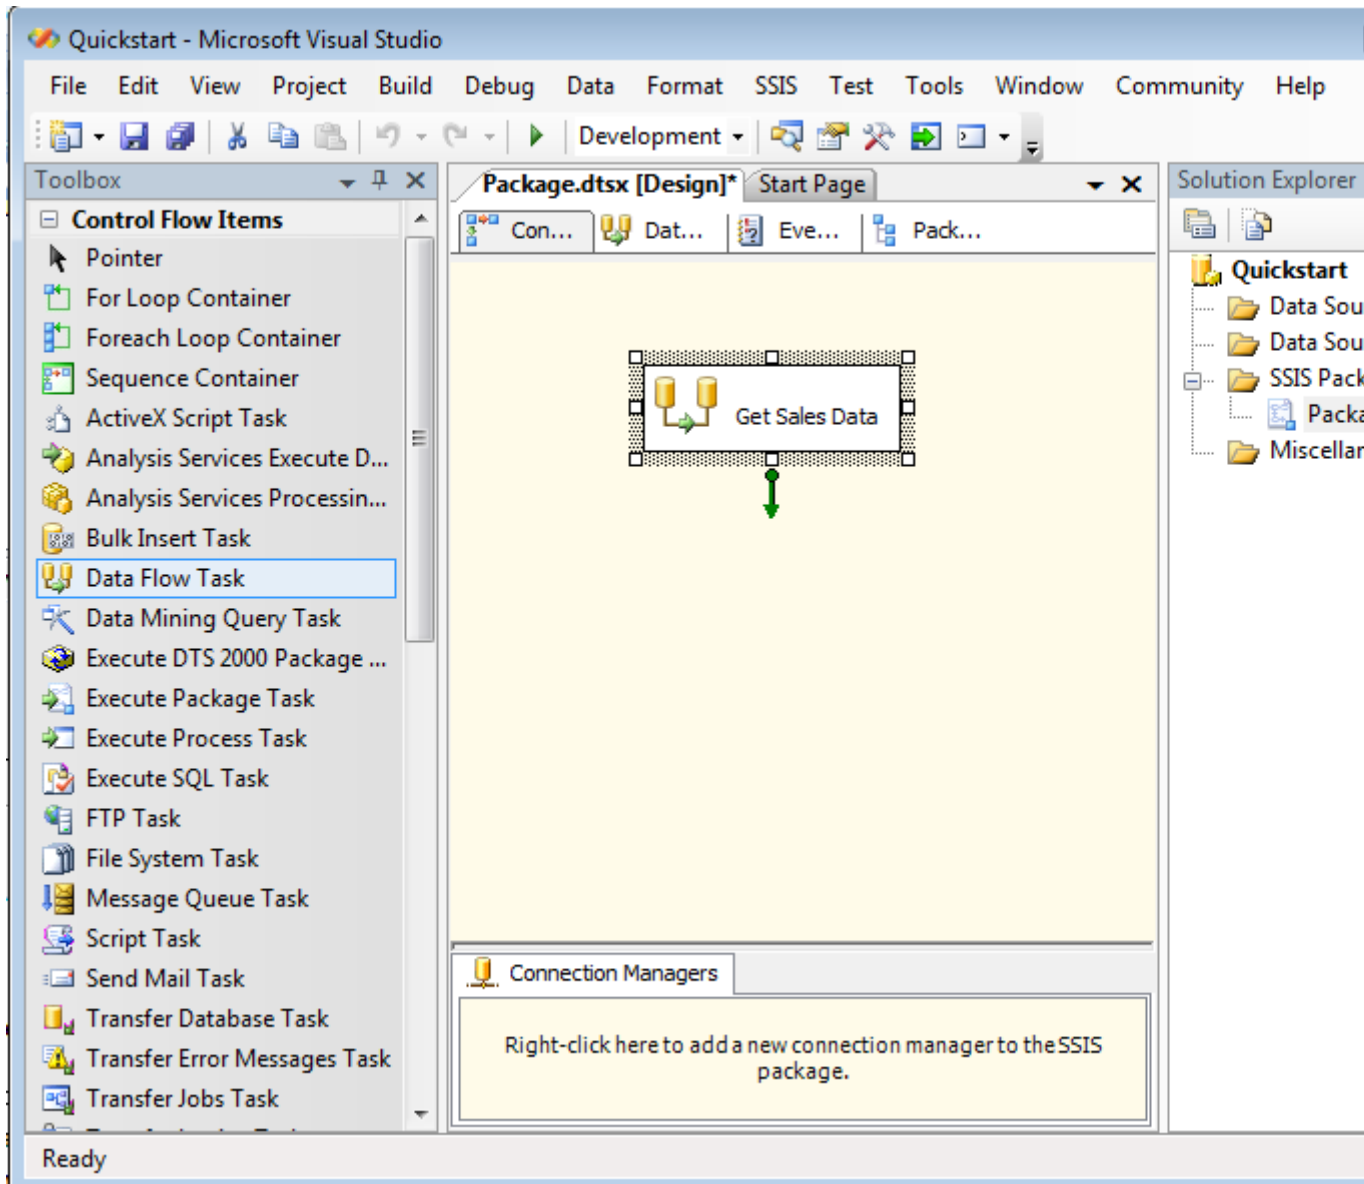 Quickstart - Microsoft Visual Studio
File Edit View Project Build Debug Data Format SSIS Test Tools Window Community Help
Development
Toolbox
Control Flow Items
Pointer
For Loop Container
Foreach Loop Container
Sequence Container
ActiveX Script Task
Analysis Services Execute D...
Analysis Services Processin...
Bulk Insert Task
Data Flow Task
Data Mining Query Task
Execute DTS 2000 Package ...
Execute Package Task
Execute Process Task
Execute SQL Task
FTP Task
File System Task
Message Queue Task
Script Task
Send Mail Task
Transfer Database Task
Transfer Error Messages Task
Transfer Jobs Task
Package.dtsx [Design]* Start Page
Con... Dat... Eve... Pack...
Get Sales Data
Connection Managers
Right-click here to add a new connection manager to the SSIS
package.
Solution Explorer
Quickstart
Data Sou
Data Sou
SSIS Pack
Packa
Miscellar
Ready